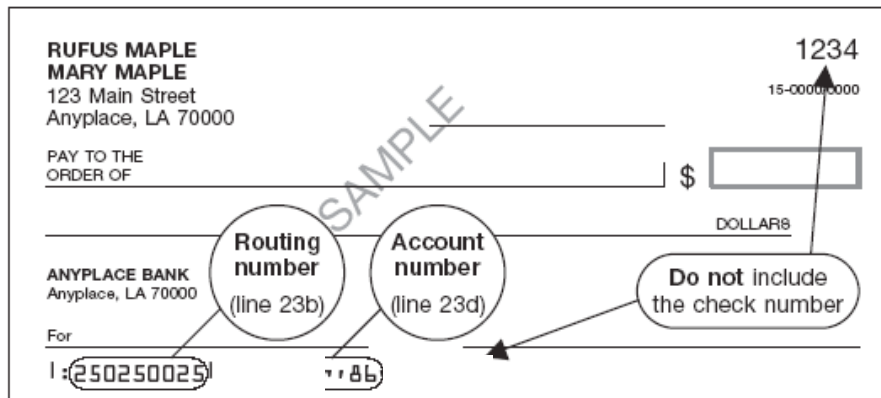 RUFUS MAPLE
MARY MAPLE
123 Main Street
Anyplace, LA 70000
1234
15-0000/0000
SAMPLE
PAY TO THE
ORDER OF
$
DOLLARS
Routing
number
(line 23b)
Account
number
(line 23d)
Do not include
the check number
ANYPLACE BANK
Anyplace, LA 70000
For
|:250250025|
86